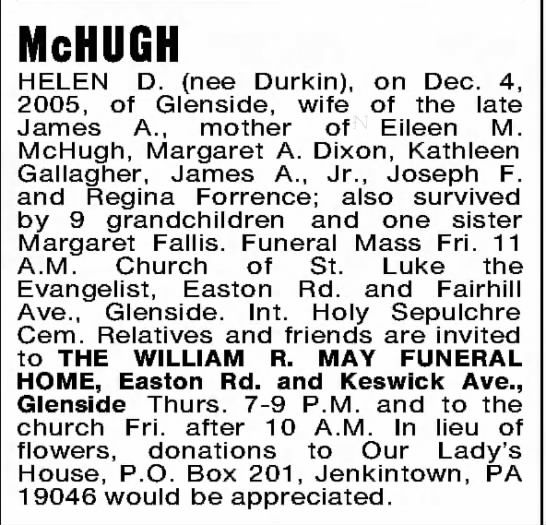 McHUGH
HELEN D. (nee Durkin), on Dec. 4,
2005, of Glenside, wife of the late
James A., mother of Eileen M.
McHugh, Margaret A. Dixon, Kathleen
Gallagher, James A., Jr., Joseph F.
and Regina Forrence; also survived
by 9 grandchildren and one sister
Margaret Fallis. Funeral Mass Fri. 11
A.M. Church of St. Luke the
Evangelist, Easton Rd. and Fairhill
Ave., Glenside. Int. Holy Sepulchre
Cem. Relatives and friends are invited
to THE WILLIAM R. MAY FUNERAL
HOME, Easton Rd. and Keswick Ave.,
Glenside Thurs. 7-9 P.M. and to the
church Fri. after 10 A.M. In lieu of
flowers, donations to Our Lady's
House, P.O. Box 201, Jenkintown, PA
19046 would be appreciated.